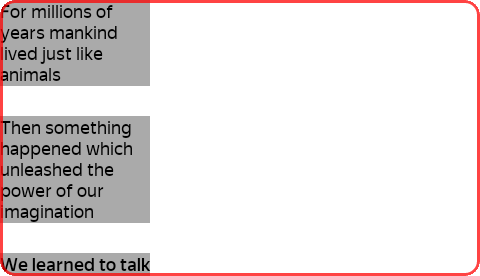 For millions of
years mankind
lived just like
animals
Then something
happened which
unleashed the
power of our
imagination
We learned to talk